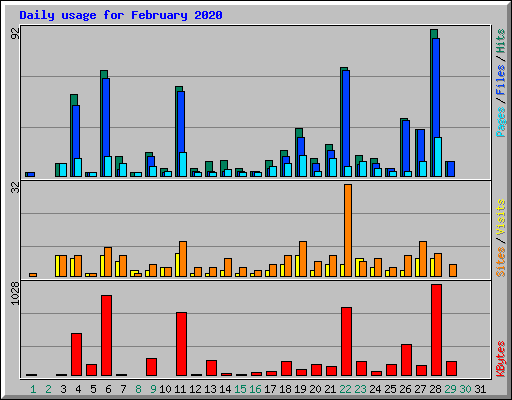 Daily usage for February 2020
92
Pages / Files / Hits
32
Sites / Visits
1028
KBytes
1 2 3 4 5 6 7 8 9 10 11 12 13 14 15 16 17 18 19 20 21 22 23 24 25 26 27 28 29 30 31